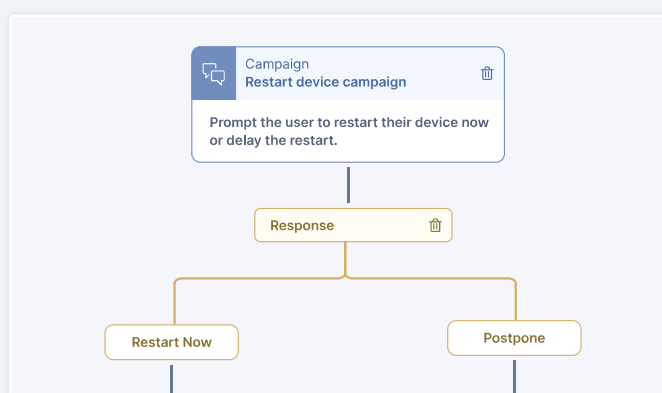 Campaign
Restart device campaign
Prompt the user to restart their device now
or delay the restart.
Response
Restart Now
Postpone